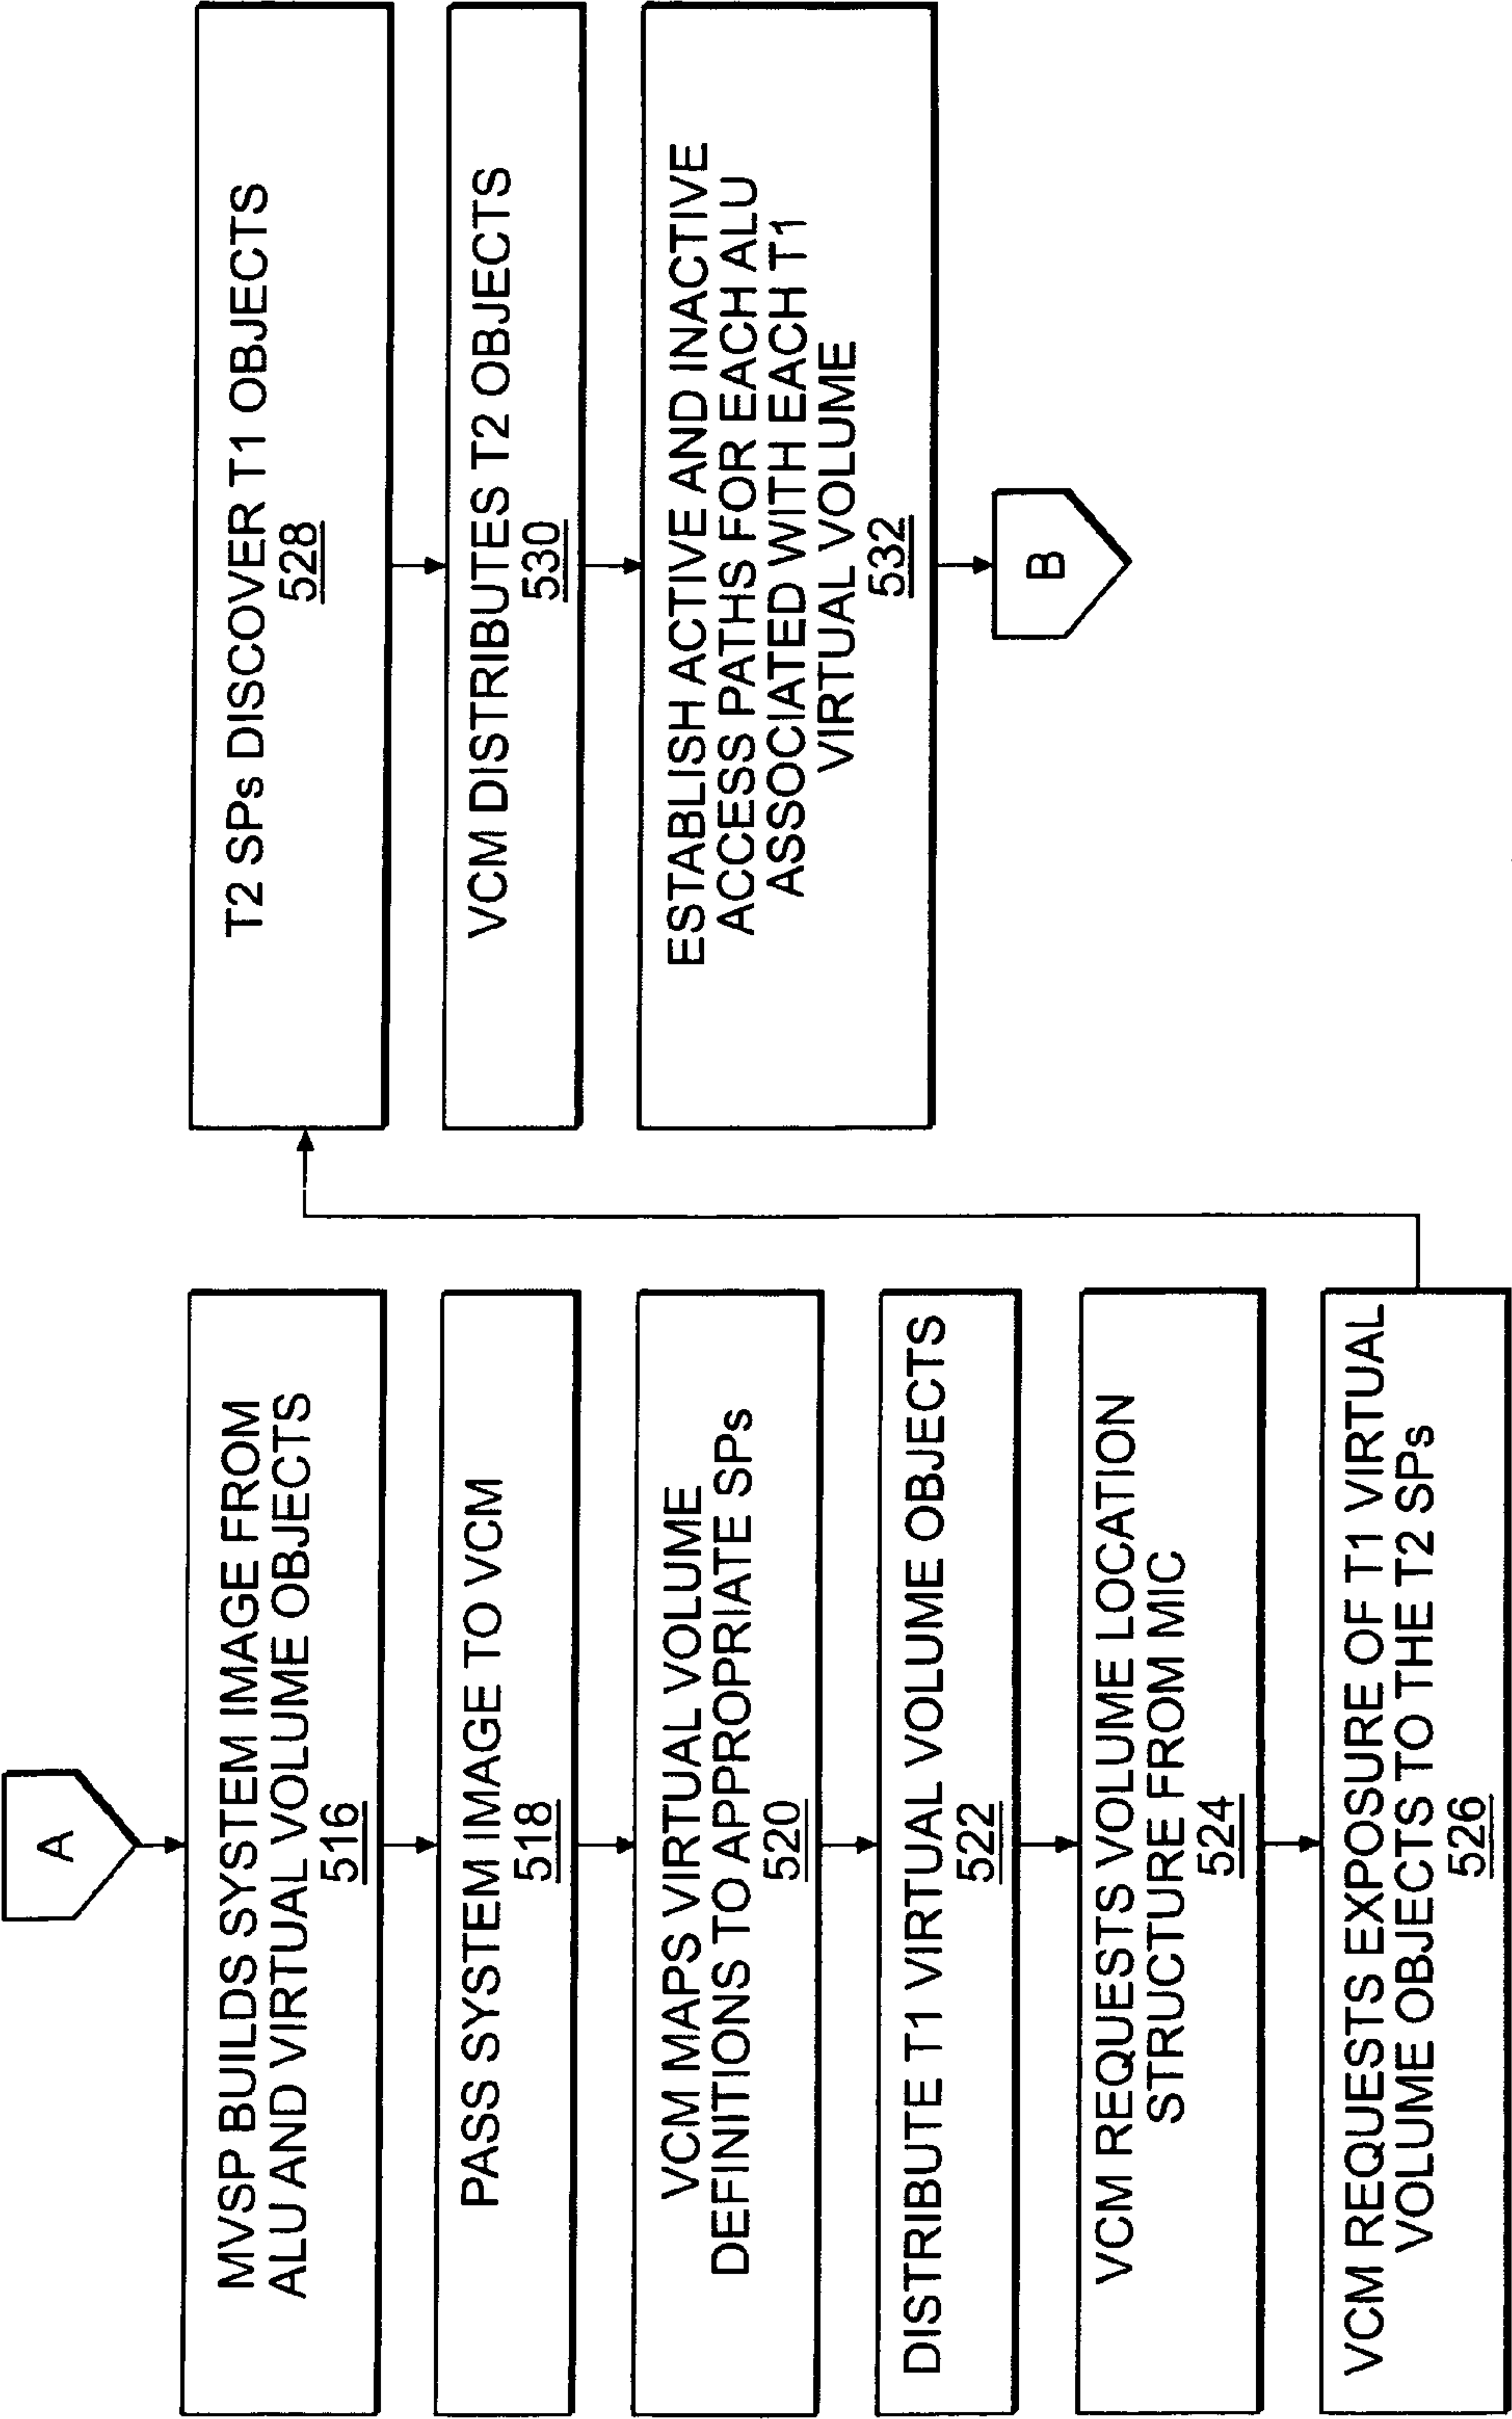 A
MVSP BUILDS SYSTEM IMAGE FROM
ALU AND VIRTUAL VOLUME OBJECTS
516
PASS SYSTEM IMAGE TO VCM
518
VCM MAPS VIRTUAL VOLUME
DEFINITIONS TO APPROPRIATE SPs
520
DISTRIBUTE T1 VIRTUAL VOLUME OBJECTS
522
VCM REQUESTS VOLUME LOCATION
STRUCTURE FROM MIC
524
VCM REQUESTS EXPOSURE OF T1 VIRTUAL
VOLUME OBJECTS TO THE T2 SPs
526
T2 SPs DISCOVER T1 OBJECTS
528
VCM DISTRIBUTES T2 OBJECTS
530
ESTABLISH ACTIVE AND INACTIVE
ACCESS PATHS FOR EACH ALU
ASSOCIATED WITH EACH T1
VIRTUAL VOLUME
532
B